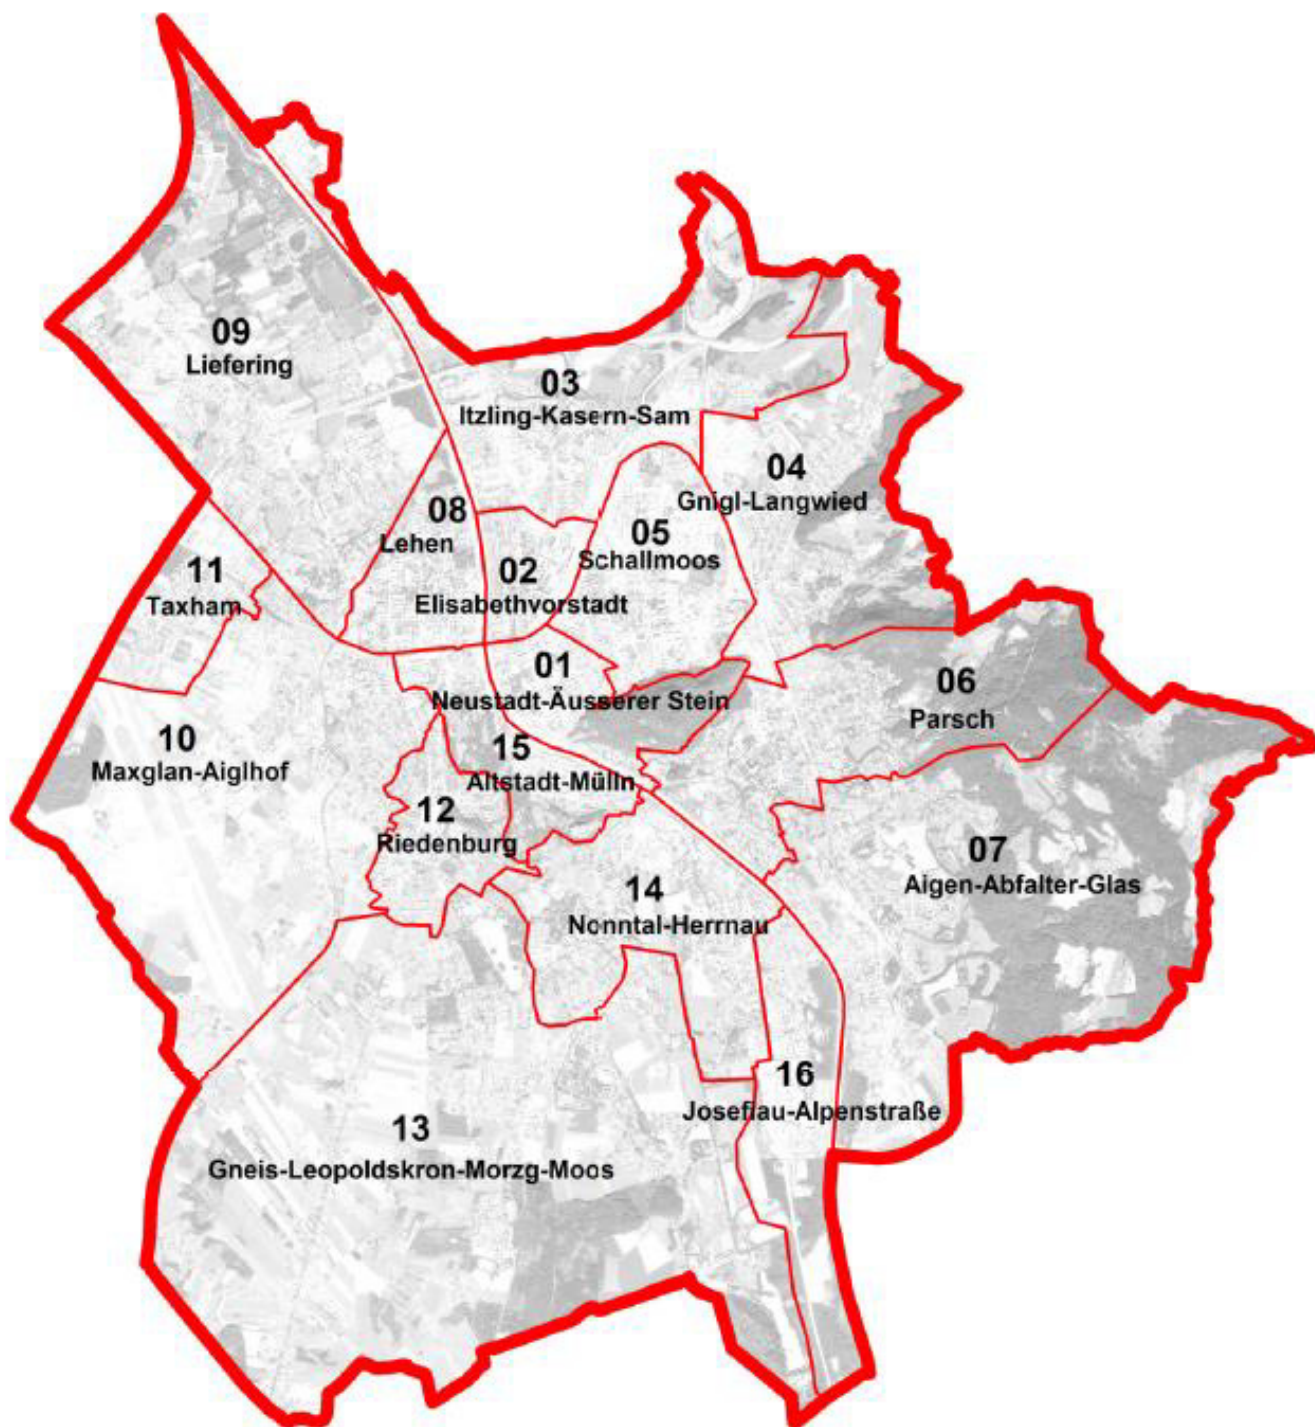 09
Liefering
03
Itzling-Kasern-Sam
04
Gnigl-Langwied
08
Lehen
05
Schallmoos
11
Taxham
02
Elisabethvorstadt
01
Neustadt-Äusserer Stein
06
Parsch
10
Maxglan-Aiglhof
15
Altstadt-Mülln
12
Riedenburg
07
Aigen-Abfalter-Glas
14
Nonntal-Herrnau
16
Josefiau-Alpenstraße
13
Gneis-Leopoldskron-Morzg-Moos